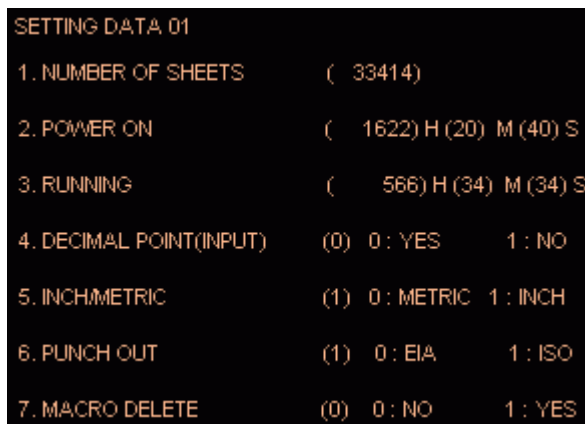 SETTING DATA 01
1. NUMBER OF SHEETS ( 33414)
2. POWER ON ( 1622) H (20) M (40) S
3. RUNNING ( 566) H (34) M (34) S
4. DECIMAL POINT(INPUT) (0) 0 : YES 1 : NO
5. INCH/METRIC (1) 0 : METRIC 1 : INCH
6. PUNCH OUT (1) 0 : EIA 1 : ISO
7. MACRO DELETE (0) 0 : NO 1 : YES